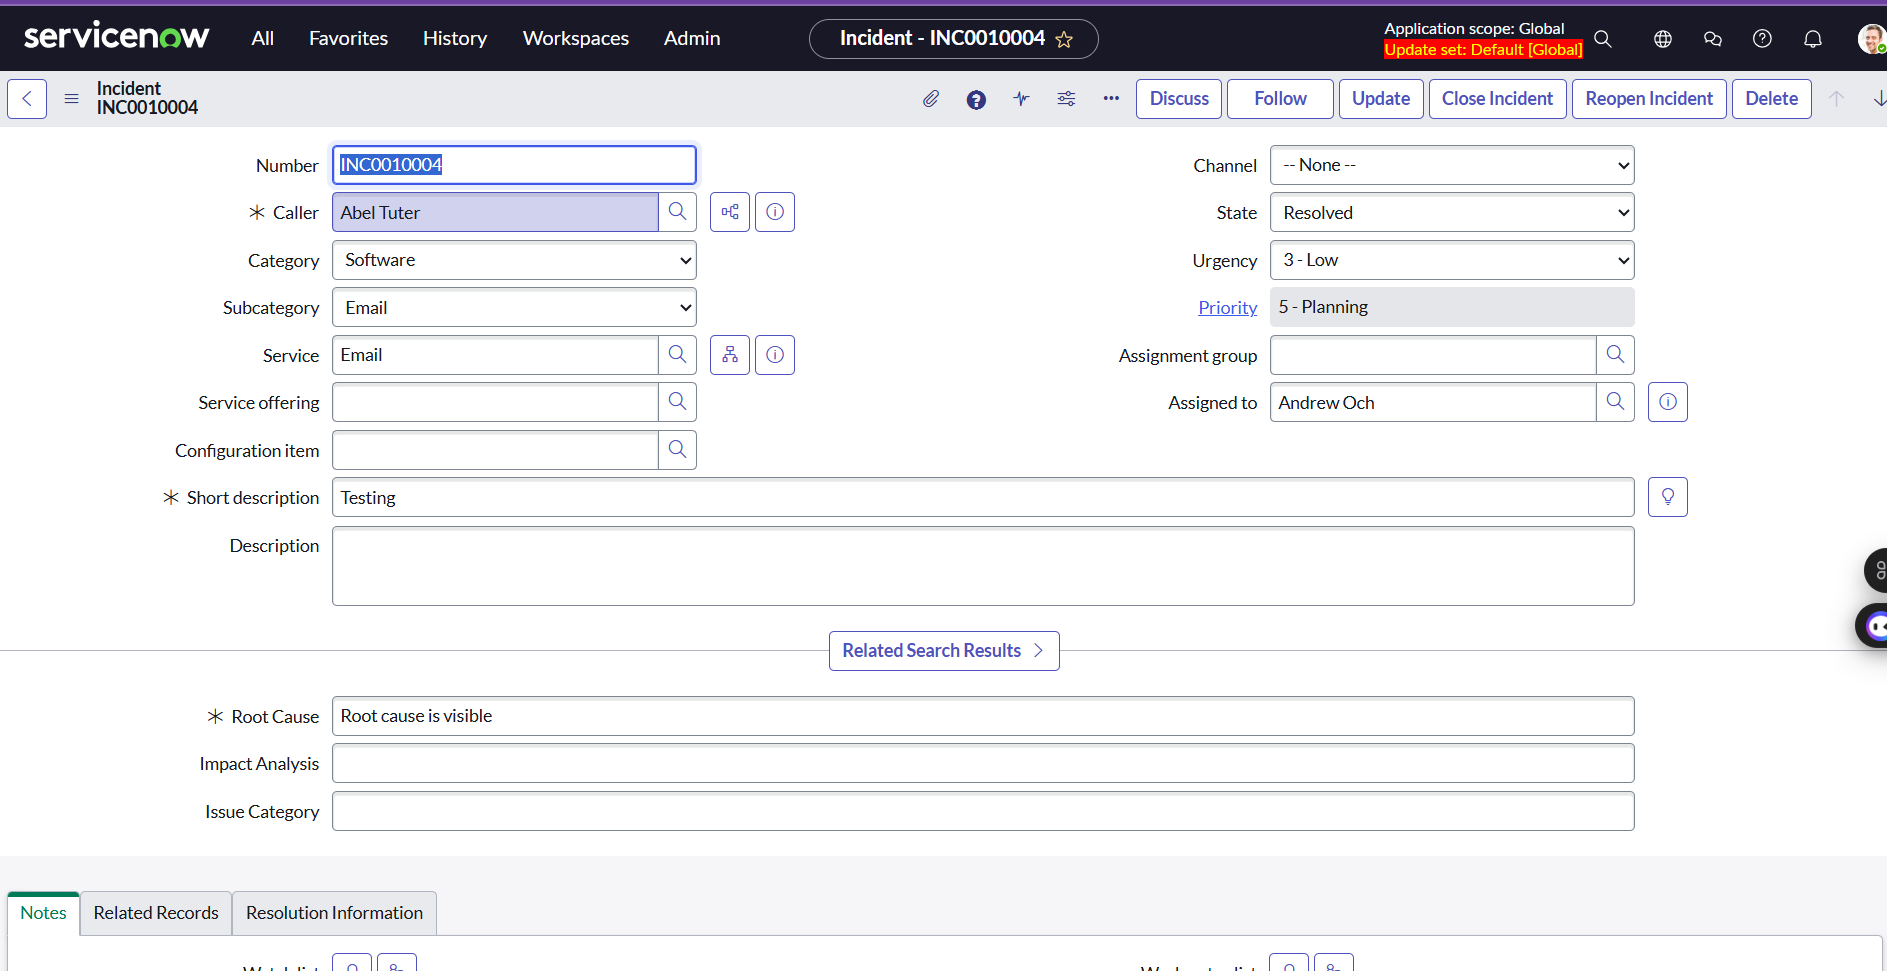 servicenow All Favorites History Workspaces Admin Incident - INC0010004 Application scope: Global
Update set: Default [Global]
Incident
INC0010004
Discuss Follow Update Close Incident Reopen Incident Delete
Number INC0010004 Channel -- None --
Caller Abel Tuter State Resolved
Category Software Urgency 3 - Low
Subcategory Email Priority 5 - Planning
Service Email Assignment group
Service offering Assigned to Andrew Och
Configuration item
Short description Testing
Description
Related Search Results
Root Cause Root cause is visible
Impact Analysis
Issue Category
Notes Related Records Resolution Information